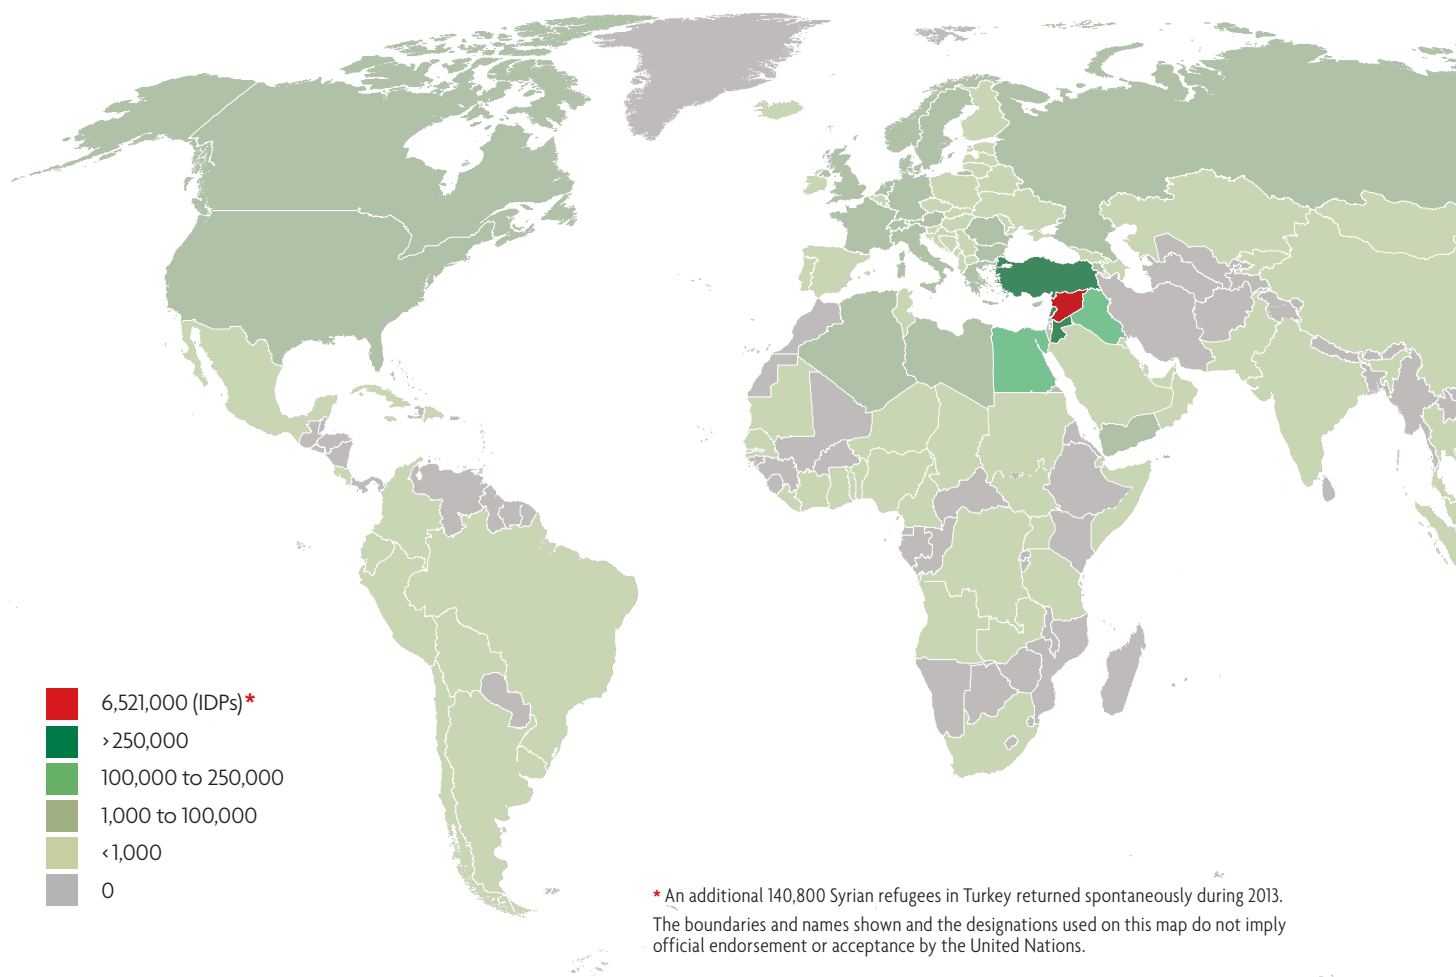 6,521,000 (IDPs)*
>250,000
100,000 to 250,000
1,000 to 100,000
<1,000
0
* An additional 140,800 Syrian refugees in Turkey returned spontaneously during 2013.
The boundaries and names shown and the designations used on this map do not imply
official endorsement or acceptance by the United Nations.